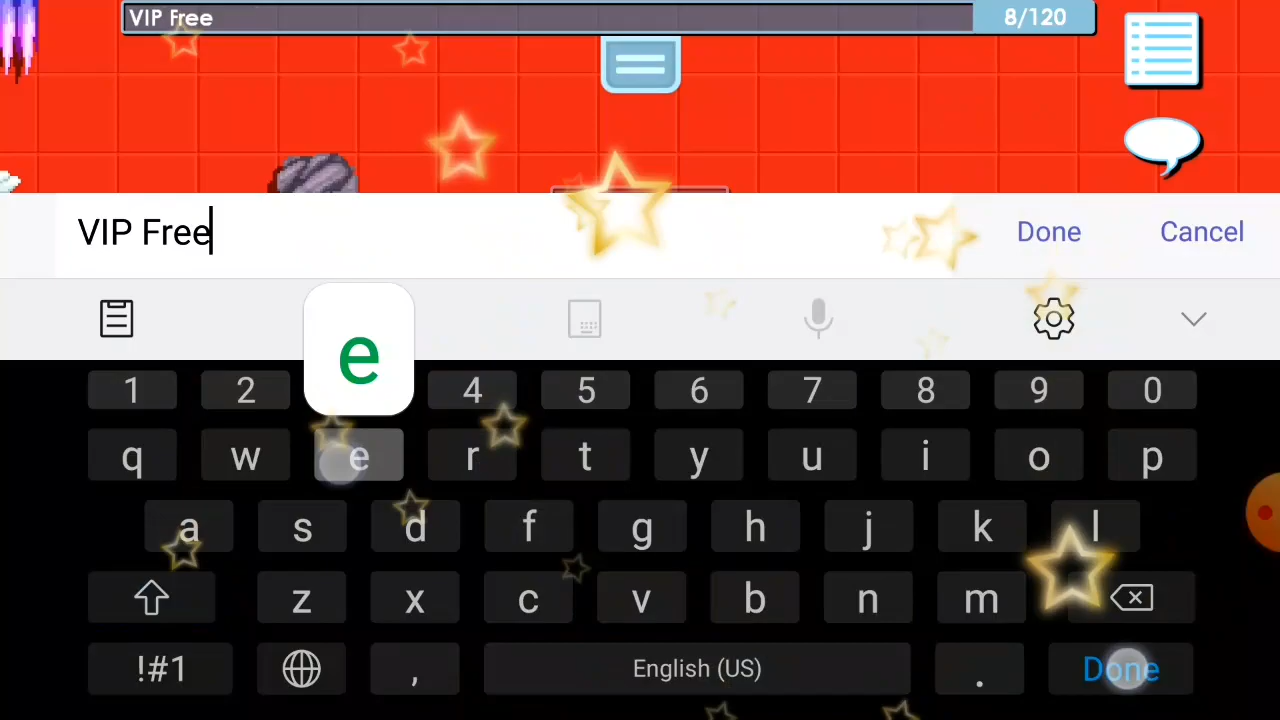 VIP Free 8/120
VIP Free Done Cancel
e
1 2 4 5 6 7 8 9 0
q w e r t y u i o p
a s d f g h j k l
z x c v b n m
!#1 , English (US) . Done